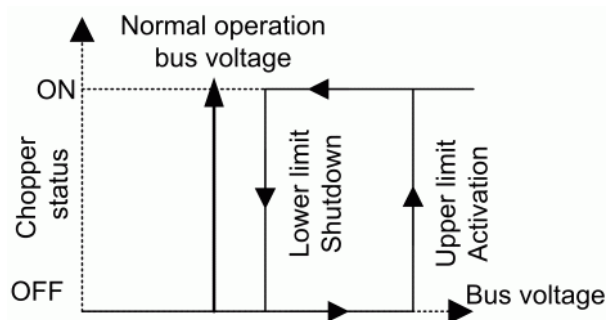 Normal operation
bus voltage
ON
Chopper
status
Lower limit
Shutdown
Upper limit
Activation
OFF
Bus voltage